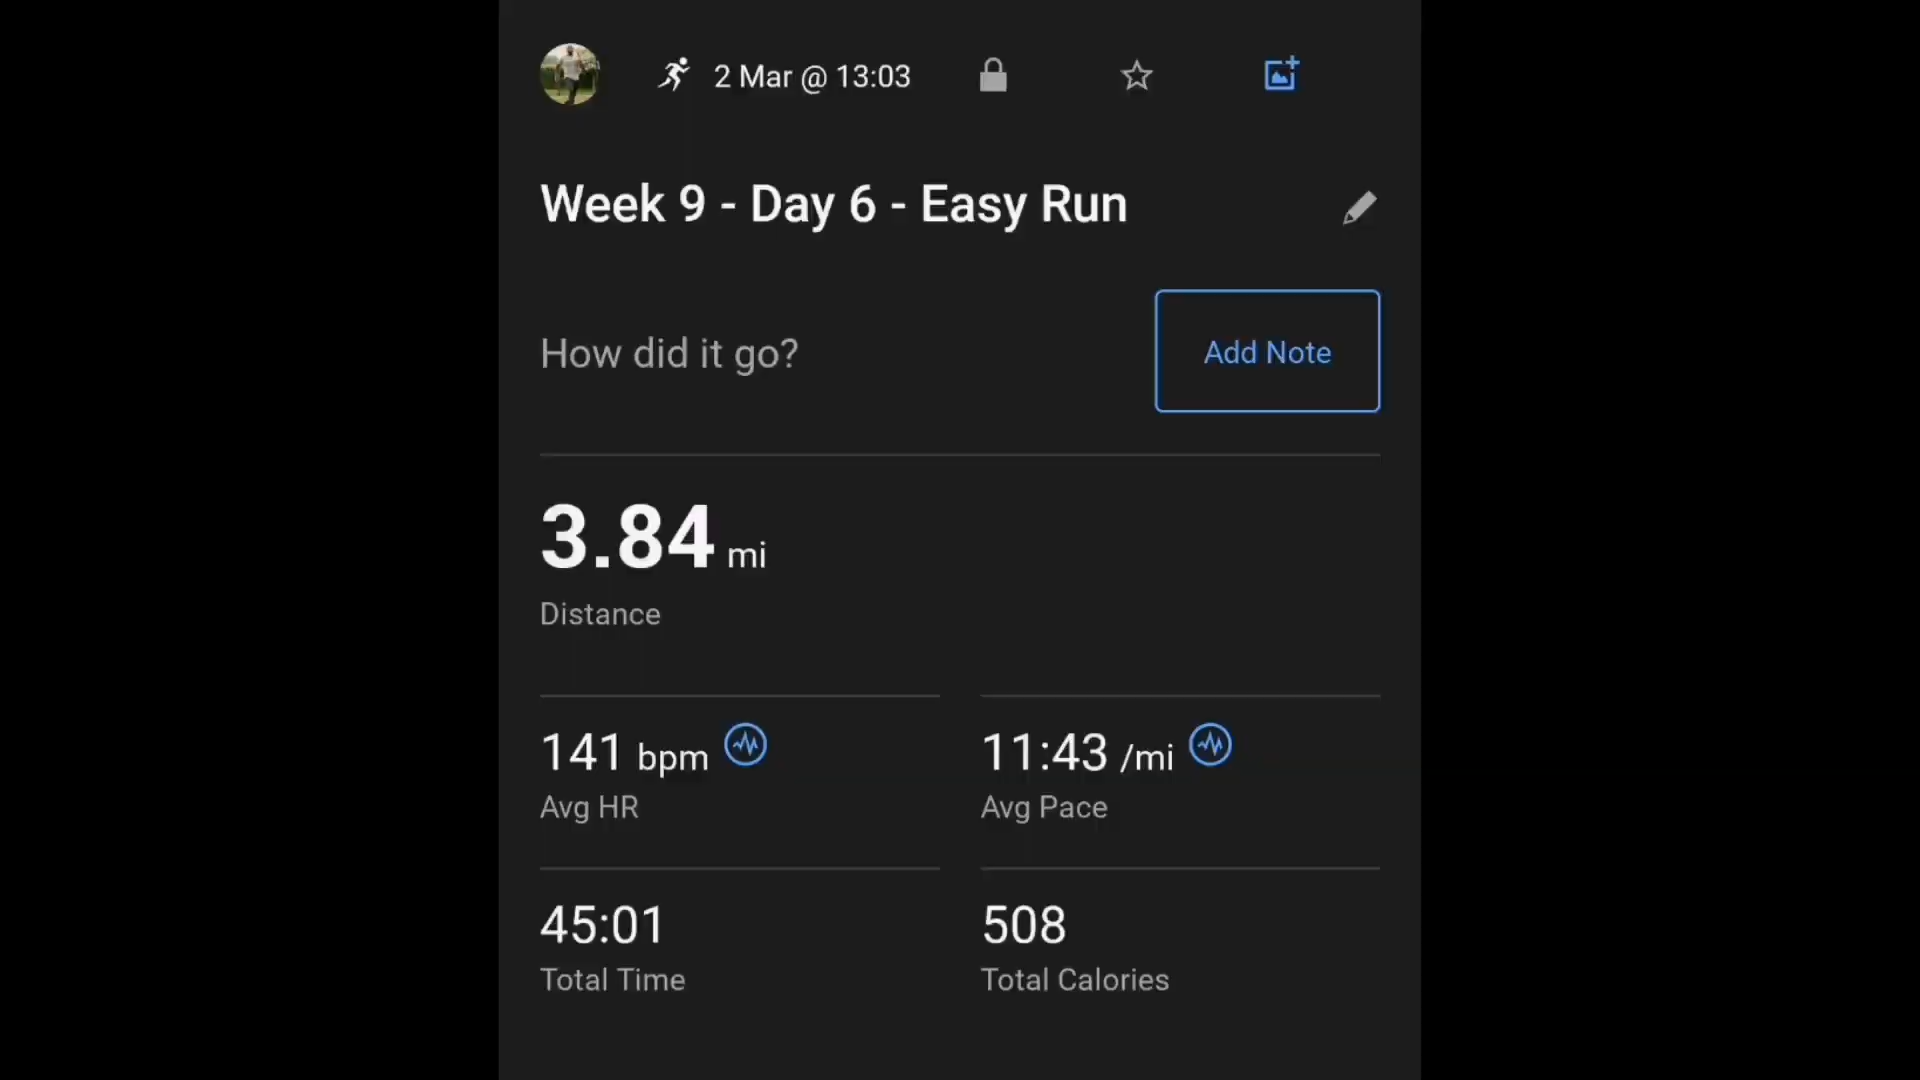 2 Mar @ 13:03
Week 9 - Day 6 - Easy Run
How did it go?
Add Note
3.84 mi
Distance
141 bpm
11:43 /mi
Avg HR
Avg Pace
45:01
508
Total Time
Total Calories